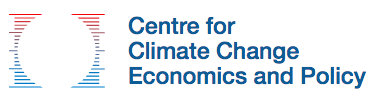 Centre for
Climate Change
Economics and Policy